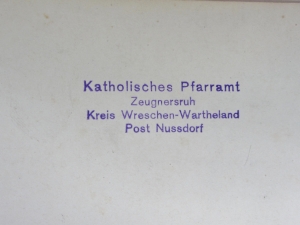 Katholisches Pfarramt
Zeugnersruh
Kreis Wreschen-Wartheland
Post Nussdorf